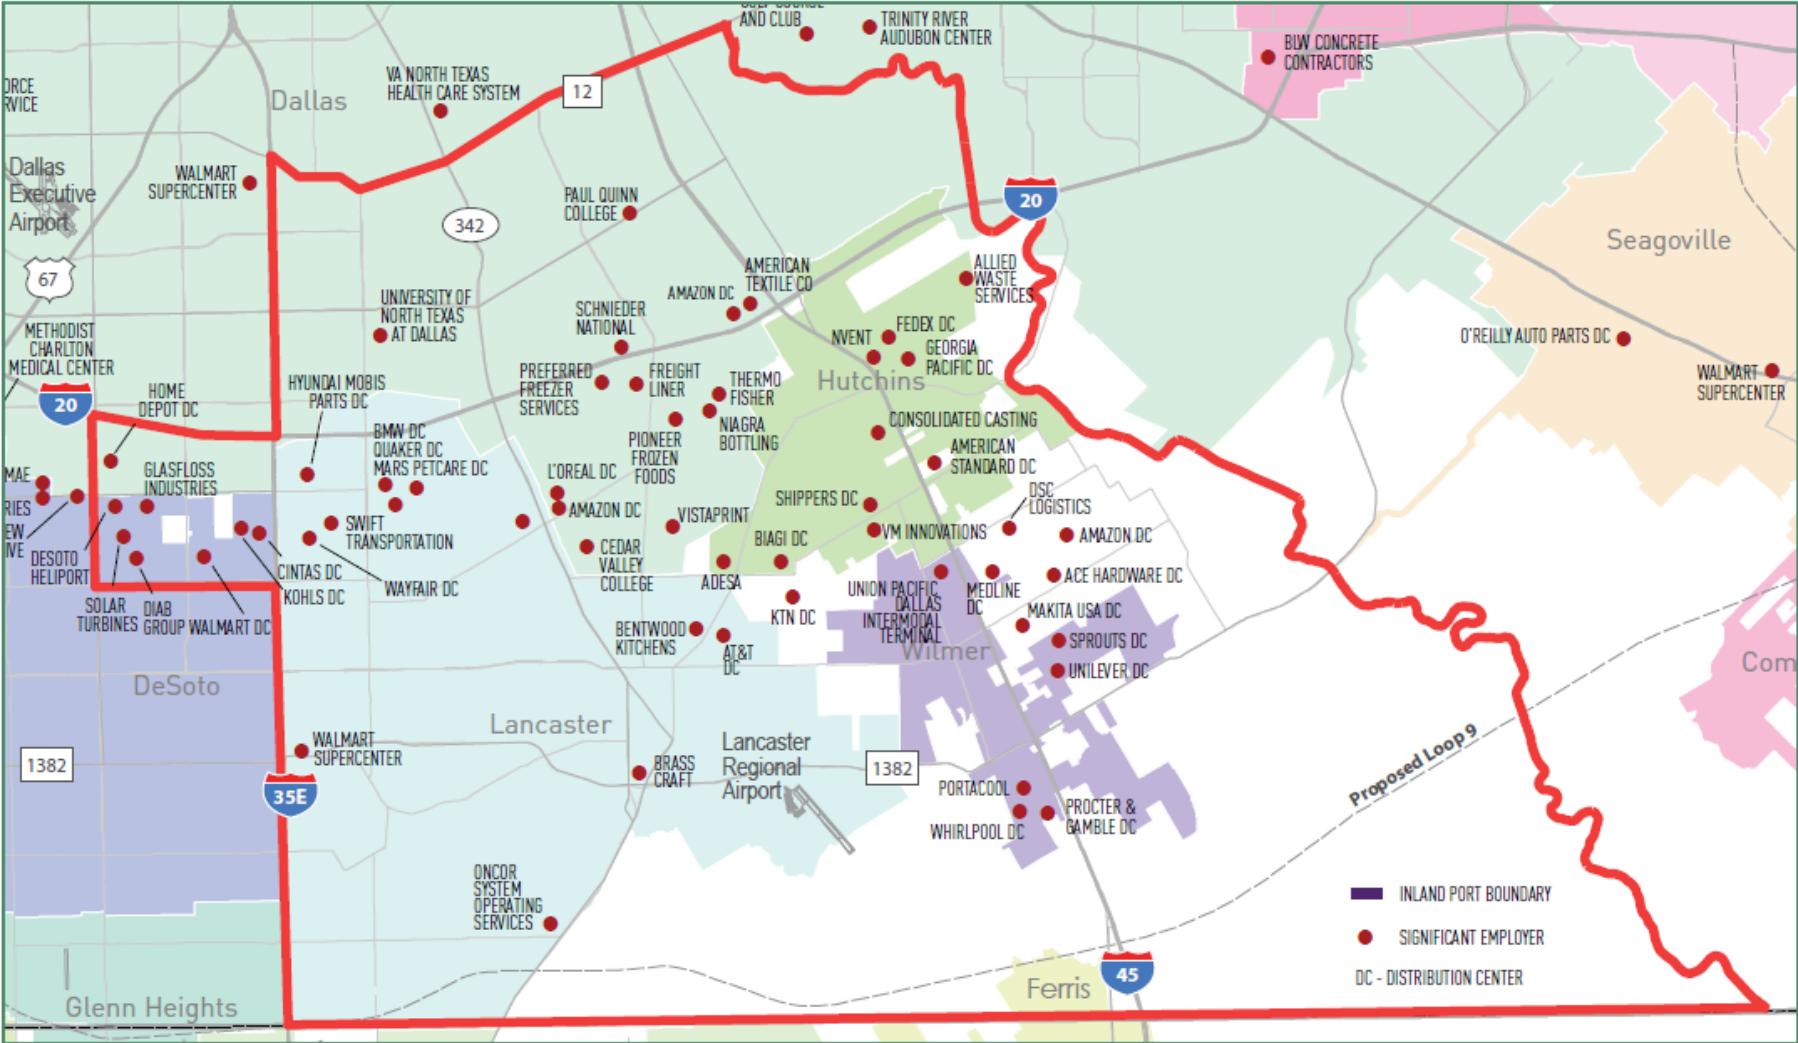 AND CLUB
TRINITY RIVER
AUDUBON CENTER
BLW CONCRETE
CONTRACTORS
VA NORTH TEXAS
HEALTH CARE SYSTEM
12
Dallas
Dallas
Executive
Airport
WALMART
SUPERCENTER
PAUL QUINN
COLLEGE
20
342
67
Seagoville
AMERICAN
TEXTILE CO
ALLIED
WASTE
SERVICES
AMAZON DC
UNIVERSITY OF
NORTH TEXAS
AT DALLAS
SCHNIEDER
NATIONAL
METHODIST
CHARLTON
MEDICAL CENTER
NVENT
FEDEX DC
GEORGIA
PACIFIC DC
O'REILLY AUTO PARTS DC
WALMART
SUPERCENTER
20
HOME
DEPOT DC
HYUNDAI MOBIS
PARTS DC
PREFERRED
FREEZER
SERVICES
FREIGHT
LINER
THERMO
FISHER
Hutchins
NIAGRA
BOTTLING
CONSOLIDATED CASTING
PIONEER
FROZEN
FOODS
BMW DC
QUAKER DC
MARS PETCARE DC
AMERICAN
STANDARD DC
MAE
RIES
GLASFLOSS
INDUSTRIES
L'OREAL DC
AMAZON DC
SHIPPERS DC
DSC
LOGISTICS
VISTAPRINT
SWIFT
TRANSPORTATION
VM INNOVATIONS
AMAZON DC
BIAGI DC
EW
IVE
DESOTO
HELIPORT
CEDAR
VALLEY
COLLEGE
ADESA
CINTAS DC
KOHLS DC
WAYFAIR DC
UNION PACIFIC
DALLAS
INTERMODAL
TERMINAL
MEDLINE
DC
ACE HARDWARE DC
SOLAR
TURBINES
DIAB
GROUP
WALMART DC
KTN DC
MAKITA USA DC
BENTWOOD
KITCHENS
AT&T
DC
SPROUTS DC
Wilmer
UNILEVER DC
Com
DeSoto
Lancaster
WALMART
SUPERCENTER
Lancaster
Regional
Airport
1382
1382
BRASS
CRAFT
35E
Proposed Loop 9
PORTACOOL
WHIRLPOOL DC
PROCTER &
GAMBLE DC
ONCOR
SYSTEM
OPERATING
SERVICES
INLAND PORT BOUNDARY
SIGNIFICANT EMPLOYER
DC - DISTRIBUTION CENTER
45
Ferris
Glenn Heights